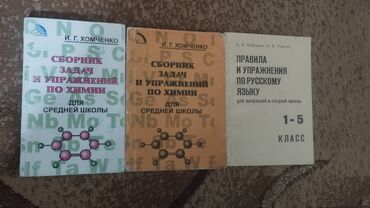 И. Г. ХОМЧЕНКО
СБОРНИК
ЗАДАЧ
И УПРАЖНЕНИЙ
ПО ХИМИИ
ДЛЯ
СРЕДНЕЙ ШКОЛЫ
И. Г. ХОМЧЕНКО
СБОРНИК
ЗАДАЧ
И УПРАЖНЕНИЙ
ПО ХИМИИ
ДЛЯ
СРЕДНЕЙ ШКОЛЫ
ПРАВИЛА
И УПРАЖНЕНИЯ
ПО РУССКОМУ
ЯЗЫКУ
ДЛЯ НАЧАЛЬНОЙ И СРЕДНЕЙ ШКОЛЫ
1-5
КЛАСС